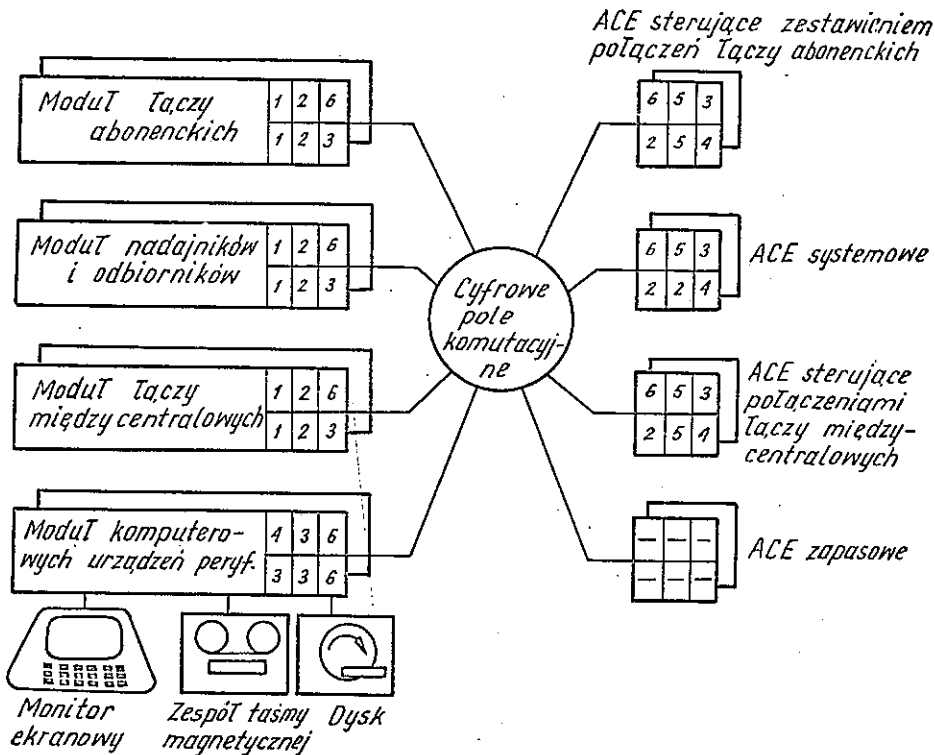 Moduł łączy
abonenckich
1 2 6
1 2 3
Moduł nadajników
i odbiorników
1 2 6
1 2 3
Moduł łączy
między centralowych
1 2 6
1 2 3
Moduł komputero-
wych urządzeń peryf.
4 3 6
3 3 6
Monitor
ekranowy
Zespół taśmy
magnetycznej
Dysk
Cyfrowe
pole
komutacyj-
ne
ACE sterujące zestawieniem
połączeń łączy abonenckich
6 5 3
2 5 4
6 5 3
2 2 4
ACE systemowe
6 5 3
2 5 4
ACE sterujące
połączeniami
łączy między-
centralowych
— — —
— — —
ACE zapasowe